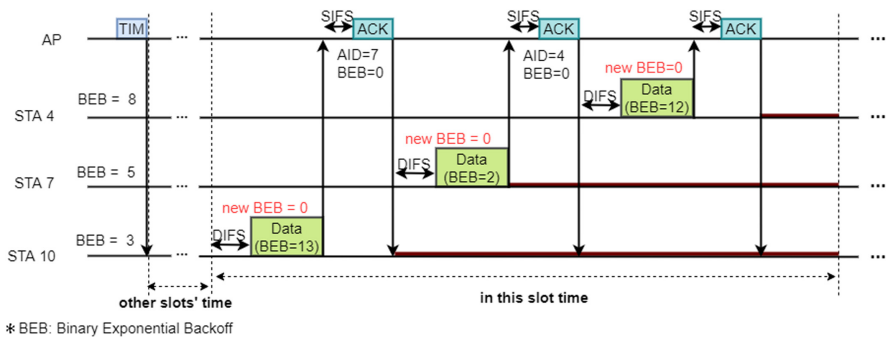 SIFS SIFS SIFS
AP TIM ... ACK ACK ACK ...
AID=7 AID=4
BEB=0 BEB=0
new BEB=0
BEB = 8 DIFS Data
(BEB=12)
STA 4 ... ...
new BEB = 0
BEB = 5 DIFS Data
(BEB=2)
STA 7 ... ...
new BEB = 0
BEB = 3 DIFS Data
(BEB=13)
STA 10 ... ...
other slots' time in this slot time
* BEB: Binary Exponential Backoff